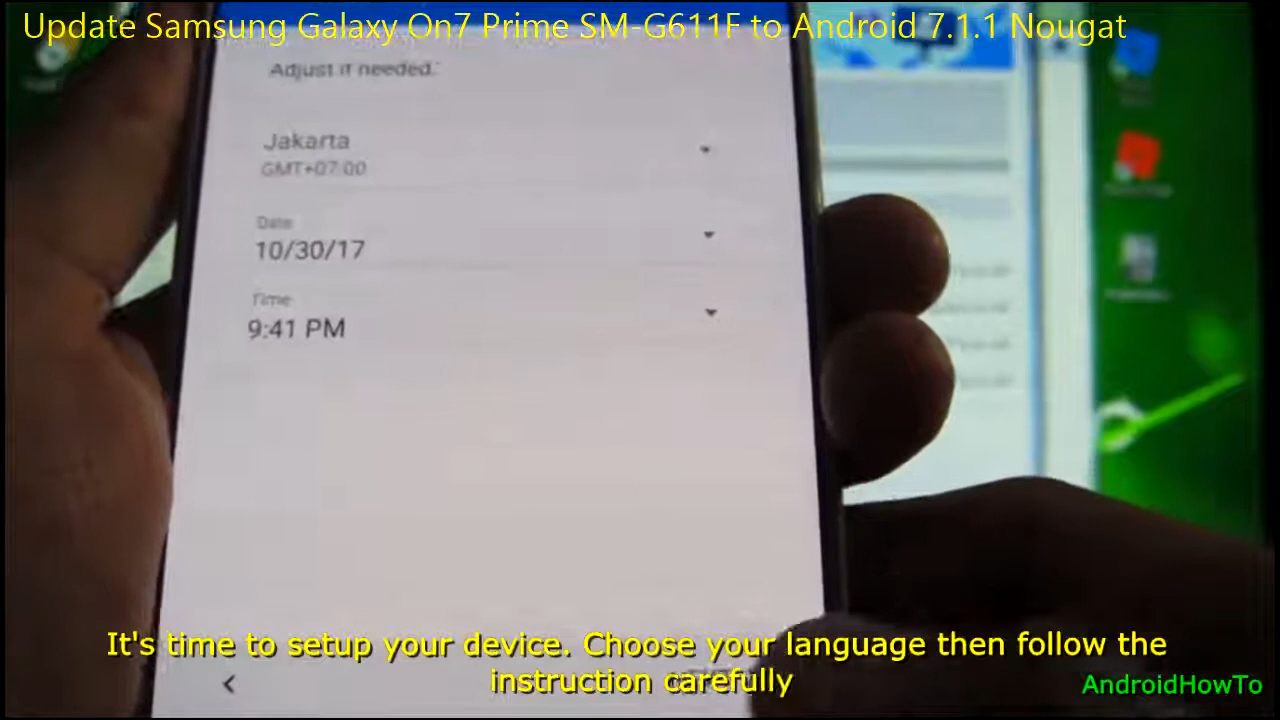 Update Samsung Galaxy On7 Prime SM-G611F to Android 7.1.1 Nougat
Adjust if needed.
Jakarta
GMT+07:00
Date
10/30/17
Time
9:41 PM
It's time to setup your device. Choose your language then follow the
instruction carefully
AndroidHowTo